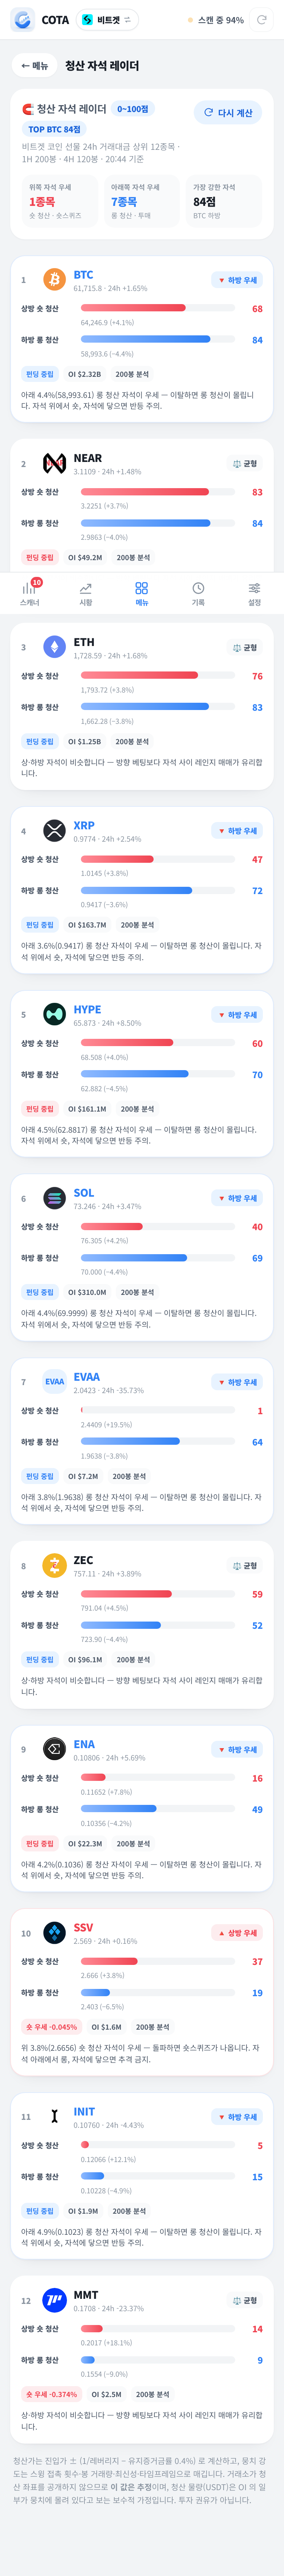 COTA 비트겟 스캔 중 94%
← 메뉴 청산 자석 레이더
🧲 청산 자석 레이더 0~100점
TOP BTC 84점
다시 계산
비트겟 코인 선물 24h 거래대금 상위 12종목 ·
1H 200봉 · 4H 120봉 · 20:44 기준
위쪽 자석 우세
1종목
숏 청산 · 숏스퀴즈
아래쪽 자석 우세
7종목
롱 청산 · 투매
가장 강한 자석
84점
BTC 하방
1 BTC ▼ 하방 우세
61,715.8 · 24h +1.65%
상방 숏 청산 68
64,246.9 (+4.1%)
하방 롱 청산 84
58,993.6 (−4.4%)
펀딩 중립 OI $2.32B 200봉 분석
아래 4.4%(58,993.61) 롱 청산 자석이 우세 — 이탈하면 롱 청산이 몰립니
다. 자석 위에서 숏, 자석에 닿으면 반등 주의.
2 NEAR ⚖️ 균형
3.1109 · 24h +1.48%
상방 숏 청산 83
3.2251 (+3.7%)
하방 롱 청산 84
2.9863 (−4.0%)
펀딩 중립 OI $49.2M 200봉 분석
10
스캐너 시황 메뉴 기록 설정
3 ETH ⚖️ 균형
1,728.59 · 24h +1.68%
상방 숏 청산 76
1,793.72 (+3.8%)
하방 롱 청산 83
1,662.28 (−3.8%)
펀딩 중립 OI $1.25B 200봉 분석
상·하방 자석이 비슷합니다 — 방향 베팅보다 자석 사이 레인지 매매가 유리합
니다.
4 XRP ▼ 하방 우세
0.9774 · 24h +2.54%
상방 숏 청산 47
1.0145 (+3.8%)
하방 롱 청산 72
0.9417 (−3.6%)
펀딩 중립 OI $163.7M 200봉 분석
아래 3.6%(0.9417) 롱 청산 자석이 우세 — 이탈하면 롱 청산이 몰립니다. 자
석 위에서 숏, 자석에 닿으면 반등 주의.
5 HYPE ▼ 하방 우세
65.873 · 24h +8.50%
상방 숏 청산 60
68.508 (+4.0%)
하방 롱 청산 70
62.882 (−4.5%)
펀딩 중립 OI $161.1M 200봉 분석
아래 4.5%(62.8817) 롱 청산 자석이 우세 — 이탈하면 롱 청산이 몰립니다.
자석 위에서 숏, 자석에 닿으면 반등 주의.
6 SOL ▼ 하방 우세
73.246 · 24h +3.47%
상방 숏 청산 40
76.305 (+4.2%)
하방 롱 청산 69
70.000 (−4.4%)
펀딩 중립 OI $310.0M 200봉 분석
아래 4.4%(69.9999) 롱 청산 자석이 우세 — 이탈하면 롱 청산이 몰립니다.
자석 위에서 숏, 자석에 닿으면 반등 주의.
7 EVAA EVAA ▼ 하방 우세
2.0423 · 24h -35.73%
상방 숏 청산 1
2.4409 (+19.5%)
하방 롱 청산 64
1.9638 (−3.8%)
펀딩 중립 OI $7.2M 200봉 분석
아래 3.8%(1.9638) 롱 청산 자석이 우세 — 이탈하면 롱 청산이 몰립니다. 자
석 위에서 숏, 자석에 닿으면 반등 주의.
8 ZEC ⚖️ 균형
757.11 · 24h +3.89%
상방 숏 청산 59
791.04 (+4.5%)
하방 롱 청산 52
723.90 (−4.4%)
펀딩 중립 OI $96.1M 200봉 분석
상·하방 자석이 비슷합니다 — 방향 베팅보다 자석 사이 레인지 매매가 유리합
니다.
9 ENA ▼ 하방 우세
0.10806 · 24h +5.69%
상방 숏 청산 16
0.11652 (+7.8%)
하방 롱 청산 49
0.10356 (−4.2%)
펀딩 중립 OI $22.3M 200봉 분석
아래 4.2%(0.1036) 롱 청산 자석이 우세 — 이탈하면 롱 청산이 몰립니다. 자
석 위에서 숏, 자석에 닿으면 반등 주의.
10 SSV ▲ 상방 우세
2.569 · 24h +0.16%
상방 숏 청산 37
2.666 (+3.8%)
하방 롱 청산 19
2.403 (−6.5%)
숏 우세 -0.045% OI $1.6M 200봉 분석
위 3.8%(2.6656) 숏 청산 자석이 우세 — 돌파하면 숏스퀴즈가 나옵니다. 자
석 아래에서 롱, 자석에 닿으면 추격 금지.
11 INIT ▼ 하방 우세
0.10760 · 24h -4.43%
상방 숏 청산 5
0.12066 (+12.1%)
하방 롱 청산 15
0.10228 (−4.9%)
펀딩 중립 OI $1.9M 200봉 분석
아래 4.9%(0.1023) 롱 청산 자석이 우세 — 이탈하면 롱 청산이 몰립니다. 자
석 위에서 숏, 자석에 닿으면 반등 주의.
12 MMT ⚖️ 균형
0.1708 · 24h -23.37%
상방 숏 청산 14
0.2017 (+18.1%)
하방 롱 청산 9
0.1554 (−9.0%)
숏 우세 -0.374% OI $2.5M 200봉 분석
상·하방 자석이 비슷합니다 — 방향 베팅보다 자석 사이 레인지 매매가 유리합
니다.
청산가는 진입가 ± (1/레버리지 − 유지증거금률 0.4%) 로 계산하고, 뭉치 강
도는 스윙 접촉 횟수·봉 거래량·최신성·타임프레임으로 매깁니다. 거래소가 청
산 좌표를 공개하지 않으므로 이 값은 추정이며, 청산 물량(USDT)은 OI 의 일
부가 뭉치에 몰려 있다고 보는 보수적 가정입니다. 투자 권유가 아닙니다.